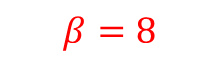 β = 8